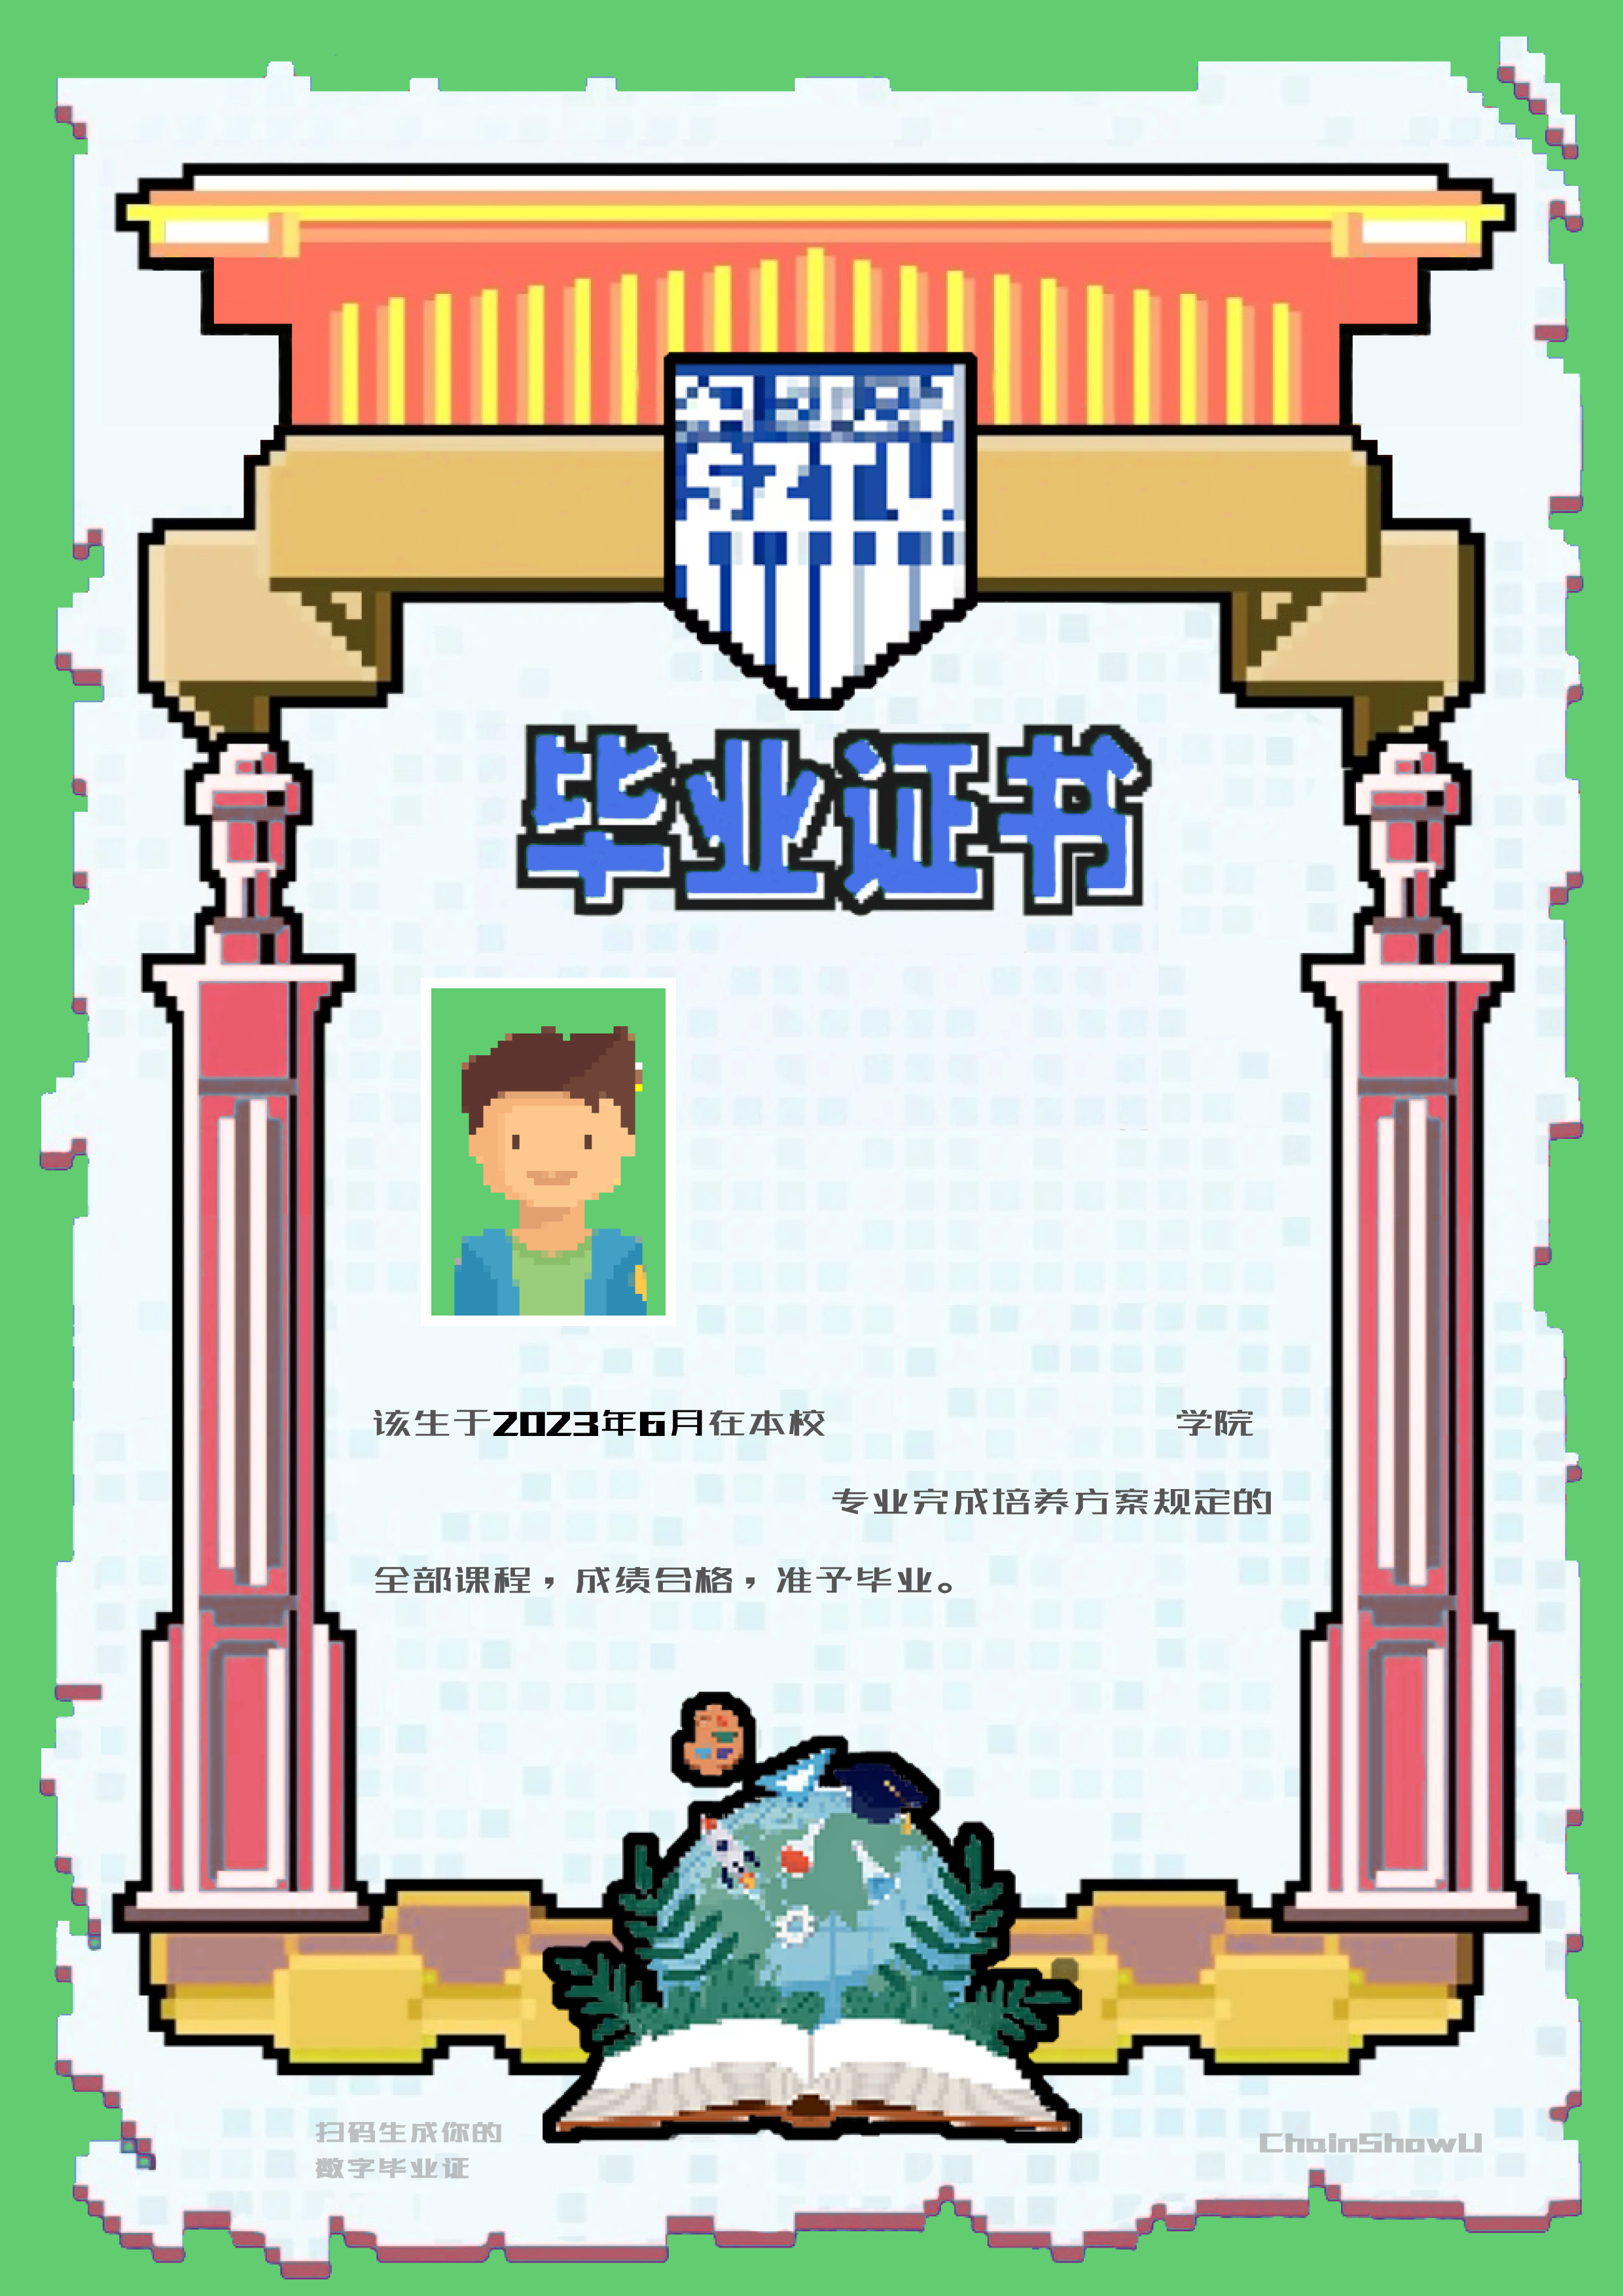 SZTU
毕业证书
该生于2023年6月在本校 学院
专业完成培养方案规定的
全部课程，成绩合格，准予毕业。
扫码生成你的
数字毕业证
ChainShowU